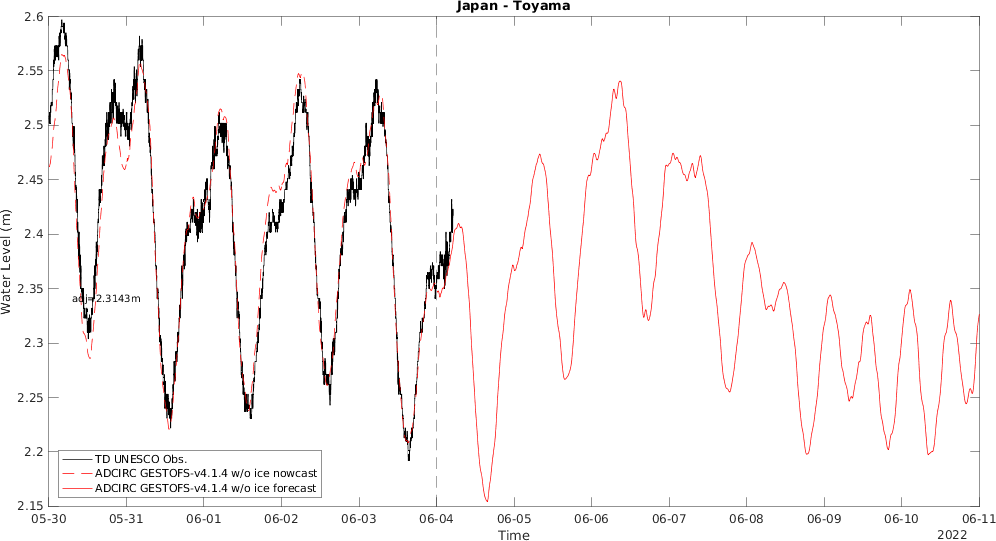 Japan - Toyama
2.6
2.55
2.5
2.45
2.4
2.35
2.3
2.25
2.2
2.15
Water Level (m)
adj=2.3143m
TD UNESCO Obs.
ADCIRC GESTOFS-v4.1.4 w/o ice nowcast
ADCIRC GESTOFS-v4.1.4 w/o ice forecast
05-30 05-31 06-01 06-02 06-03 06-04 06-05 06-06 06-07 06-08 06-09 06-10 06-11
Time
2022